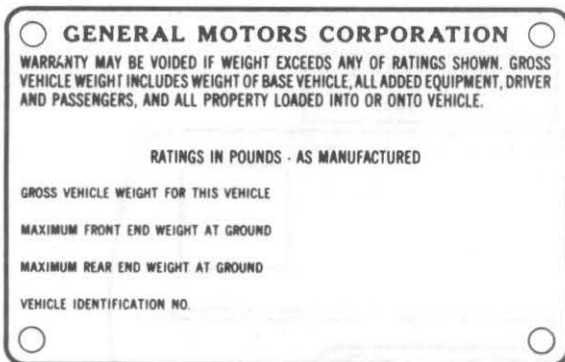 GENERAL MOTORS CORPORATION
WARRANTY MAY BE VOIDED IF WEIGHT EXCEEDS ANY OF RATINGS SHOWN. GROSS
VEHICLE WEIGHT INCLUDES WEIGHT OF BASE VEHICLE, ALL ADDED EQUIPMENT, DRIVER
AND PASSENGERS, AND ALL PROPERTY LOADED INTO OR ONTO VEHICLE.
RATINGS IN POUNDS - AS MANUFACTURED
GROSS VEHICLE WEIGHT FOR THIS VEHICLE
MAXIMUM FRONT END WEIGHT AT GROUND
MAXIMUM REAR END WEIGHT AT GROUND
VEHICLE IDENTIFICATION NO.